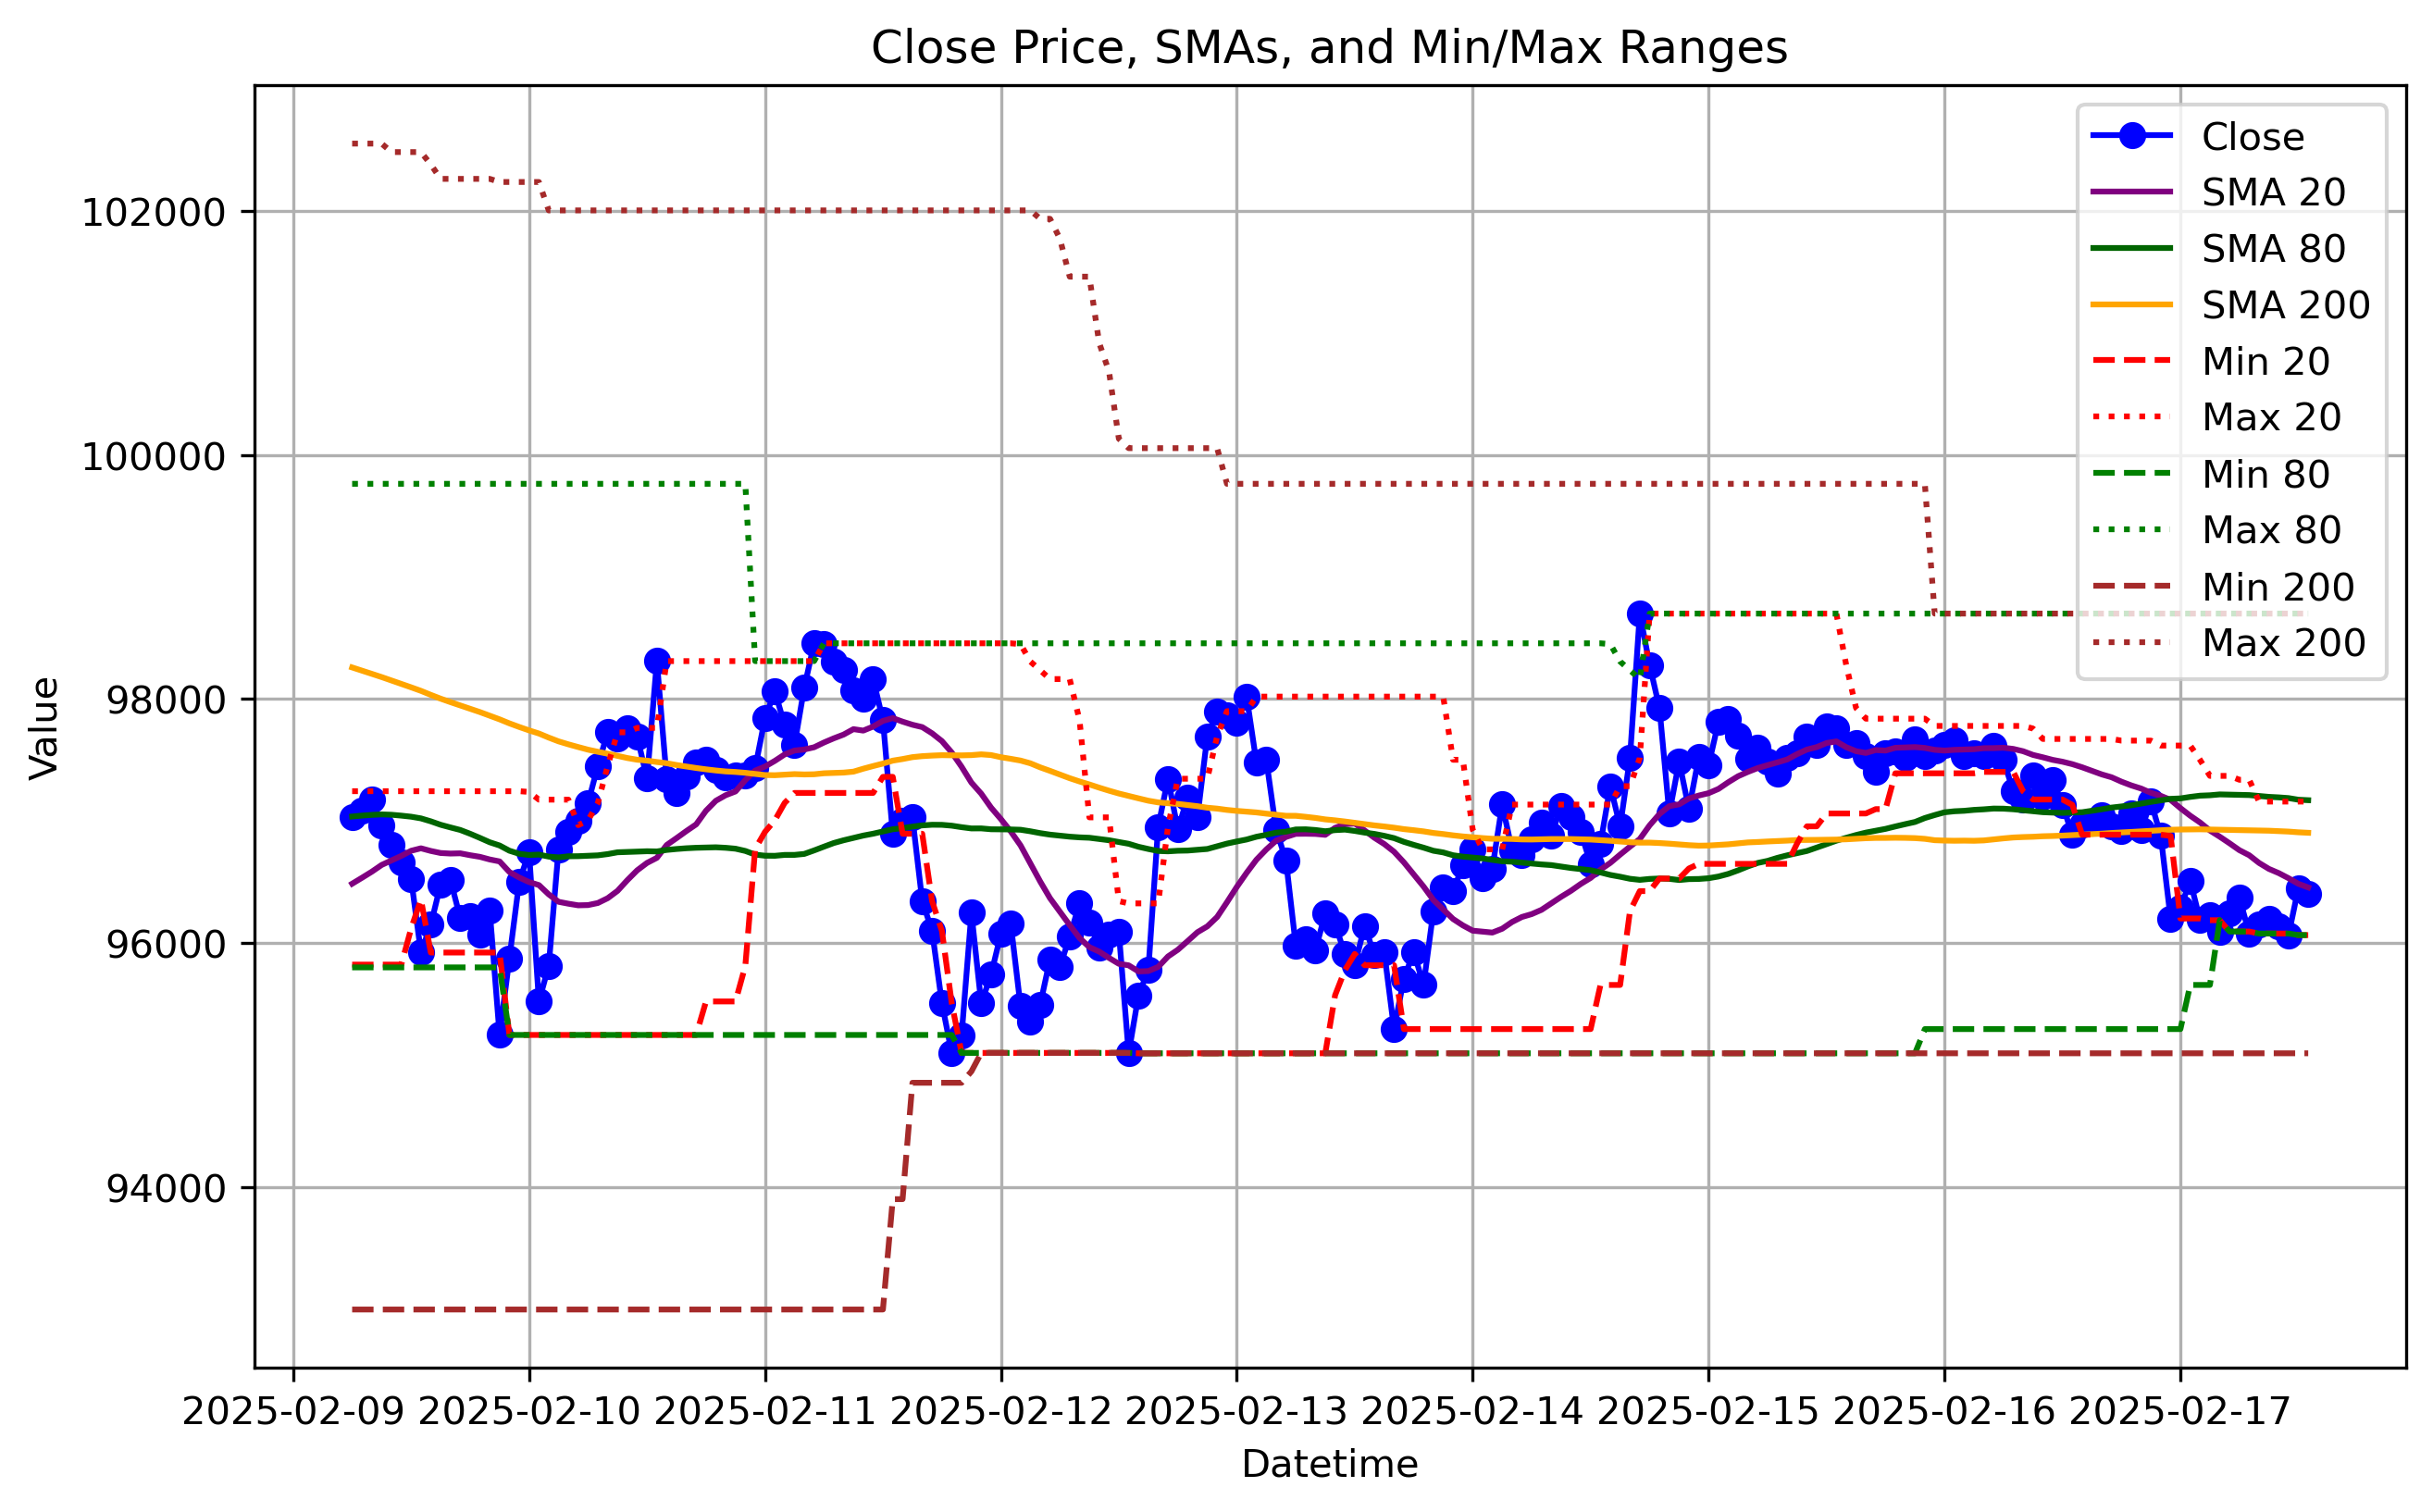 Close Price, SMAs, and Min/Max Ranges
Close
SMA 20
SMA 80
SMA 200
Min 20
Max 20
Min 80
Max 80
Min 200
Max 200
102000
100000
98000
96000
94000
Value
2025-02-09 2025-02-10 2025-02-11 2025-02-12 2025-02-13 2025-02-14 2025-02-15 2025-02-16 2025-02-17
Datetime